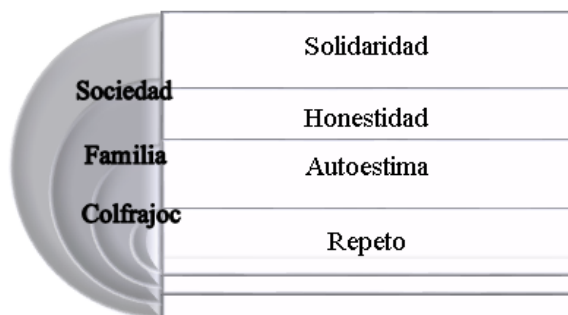 Solidaridad
Sociedad
Honestidad
Familia
Autoestima
Colfrajoc
Repeto